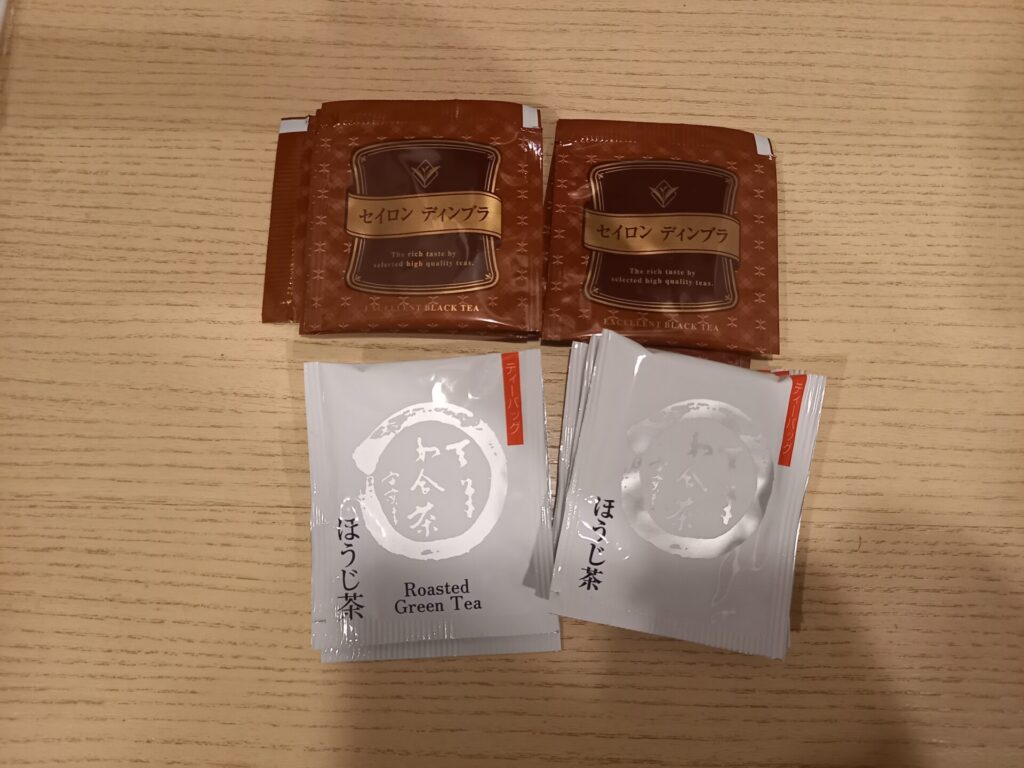 セイロン ディンブラ
The rich taste by
selected high quality teas.
EXCELLENT BLACK TEA
セイロン ディンブラ
The rich taste by
selected high quality teas.
EXCELLENT BLACK TEA
ティーバッグ
ほうじ茶
Roasted
Green Tea
ティーバッグ
ほうじ茶